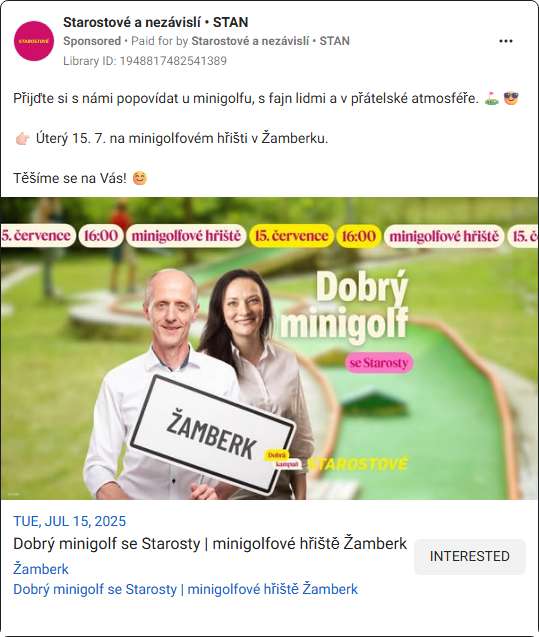 Starostové a nezávislí • STAN
Sponsored • Paid for by Starostové a nezávislí • STAN
STAROSTOVÉ
Library ID: 1948817482541389
Přijďte si s námi popovídat u minigolfu, s fajn lidmi a v přátelské atmosféře. ⛳ 😎
👉🏻 Úterý 15. 7. na minigolfovém hřišti v Žamberku.
Těšíme se na Vás! 😊
5. července 16:00 minigolfové hřiště 15. července 16:00 minigolfové hřiště 15. č
Dobrý
minigolf
se Starosty
ŽAMBERK
Dobrá
kampaň
STAROSTOVÉ
TUE, JUL 15, 2025
Dobrý minigolf se Starosty | minigolfové hřiště Žamberk
INTERESTED
Žamberk
Dobrý minigolf se Starosty | minigolfové hřiště Žamberk